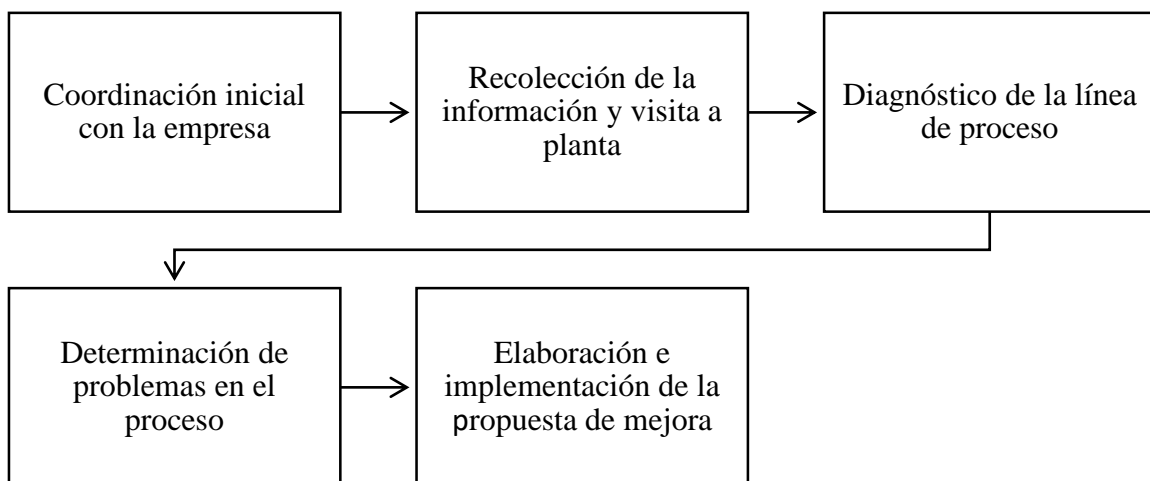 Coordinación inicial
con la empresa
Recolección de la
información y visita a
planta
Diagnóstico de la línea
de proceso
Determinación de
problemas en el
proceso
Elaboración e
implementación de la
propuesta de mejora